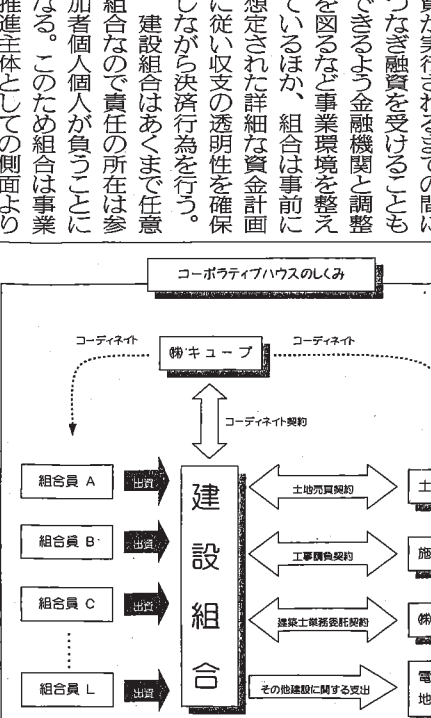 資が実行されるまでの間に
つなぎ融資を受けることも
できるよう金融機関と調整
を図るなど事業環境を整え
ているほか、組合は事前に
想定された詳細な資金計画
に従い収支の透明性を確保
しながら決済行為を行う。
建設組合はあくまで任意
組合なので責任の所在は参
加者個人個人が負うことに
なる。このため組合は事業
推進主体としての側面より
コーポラティブハウスのしくみ
コーディネイト
㈱キューブ
コーディネイト
コーディネイト契約
組合員 A
出資
組合員 B
出資
組合員 C
出資
組合員 L
出資
建設組合
土地売買契約
工事請負契約
建築士業務委託契約
その他建設に関する支出
土
施
㈱
電
地